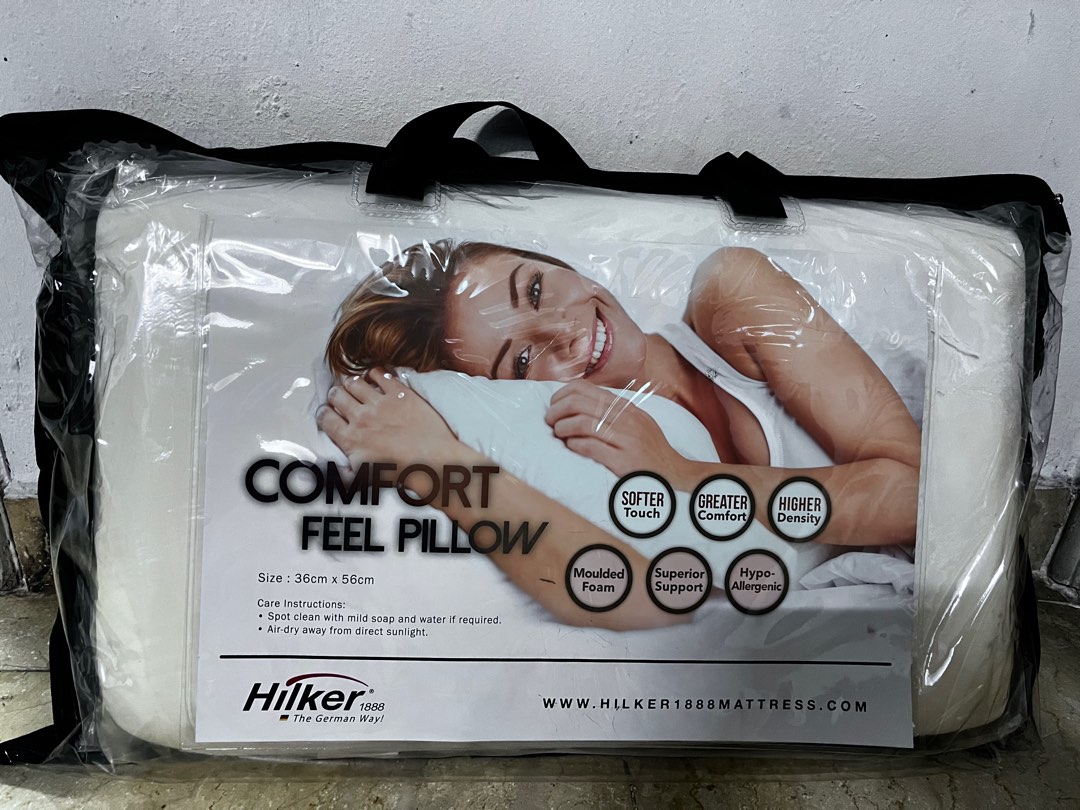 COMFORT
FEEL PILLOW
SOFTER
Touch
GREATER
Comfort
HIGHER
Density
Moulded
Foam
Superior
Support
Hypo-
Allergenic
Size : 36cm x 56cm
Care Instructions:
• Spot clean with mild soap and water if required.
• Air-dry away from direct sunlight.
Hilker®
1888
The German Way!
WWW.HILKER1888MATTRESS.COM